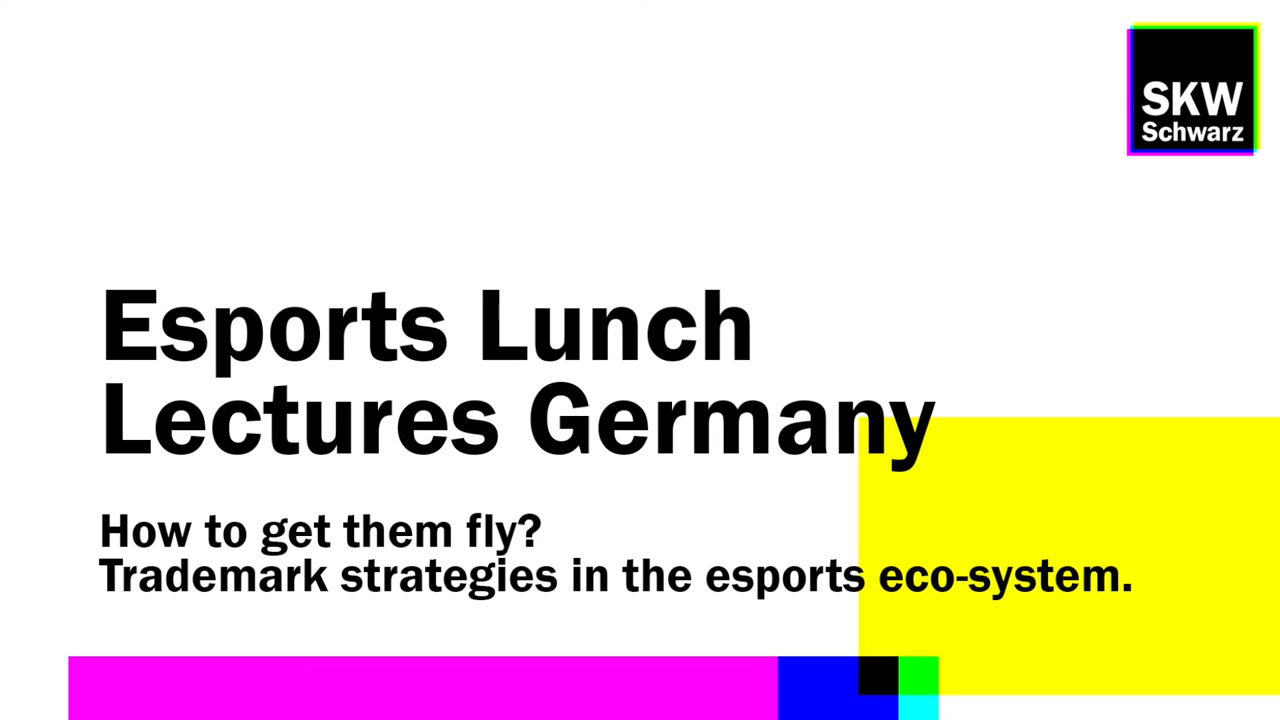 SKW
Schwarz
Esports Lunch
Lectures Germany
How to get them fly?
Trademark strategies in the esports eco-system.